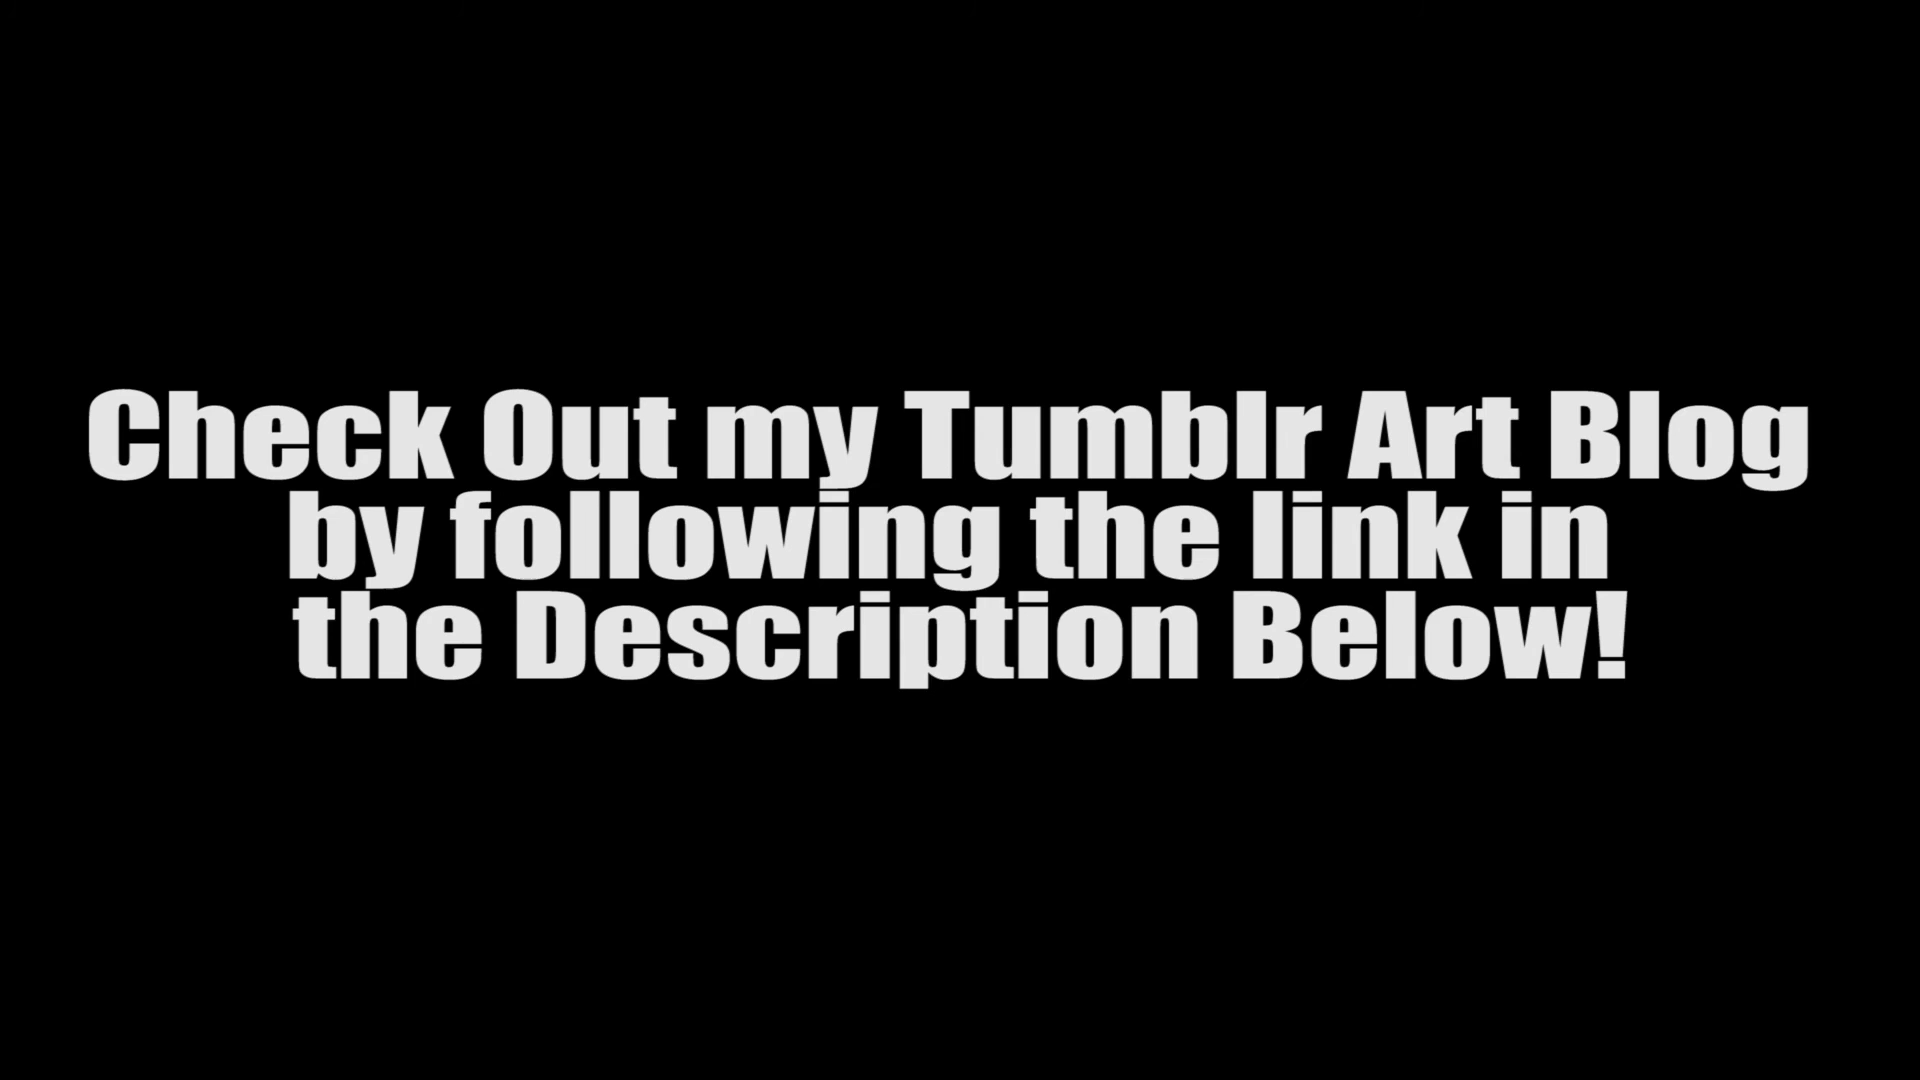 Check Out my Tumblr Art Blog
by following the link in
the Description Below!